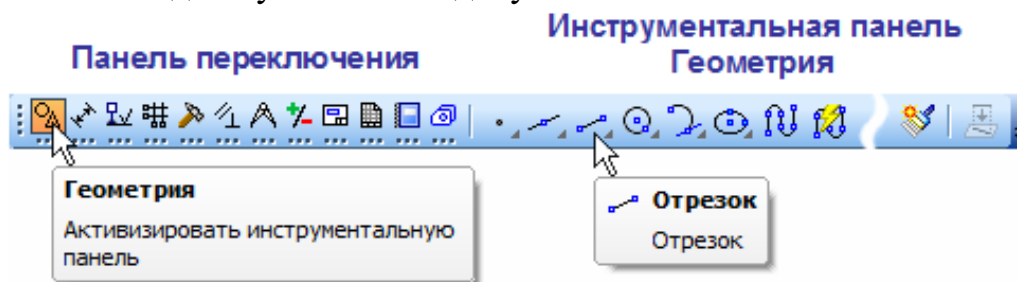 Панель переключения
Инструментальная панель
Геометрия
Геометрия
Активизировать инструментальную
панель
Отрезок
Отрезок